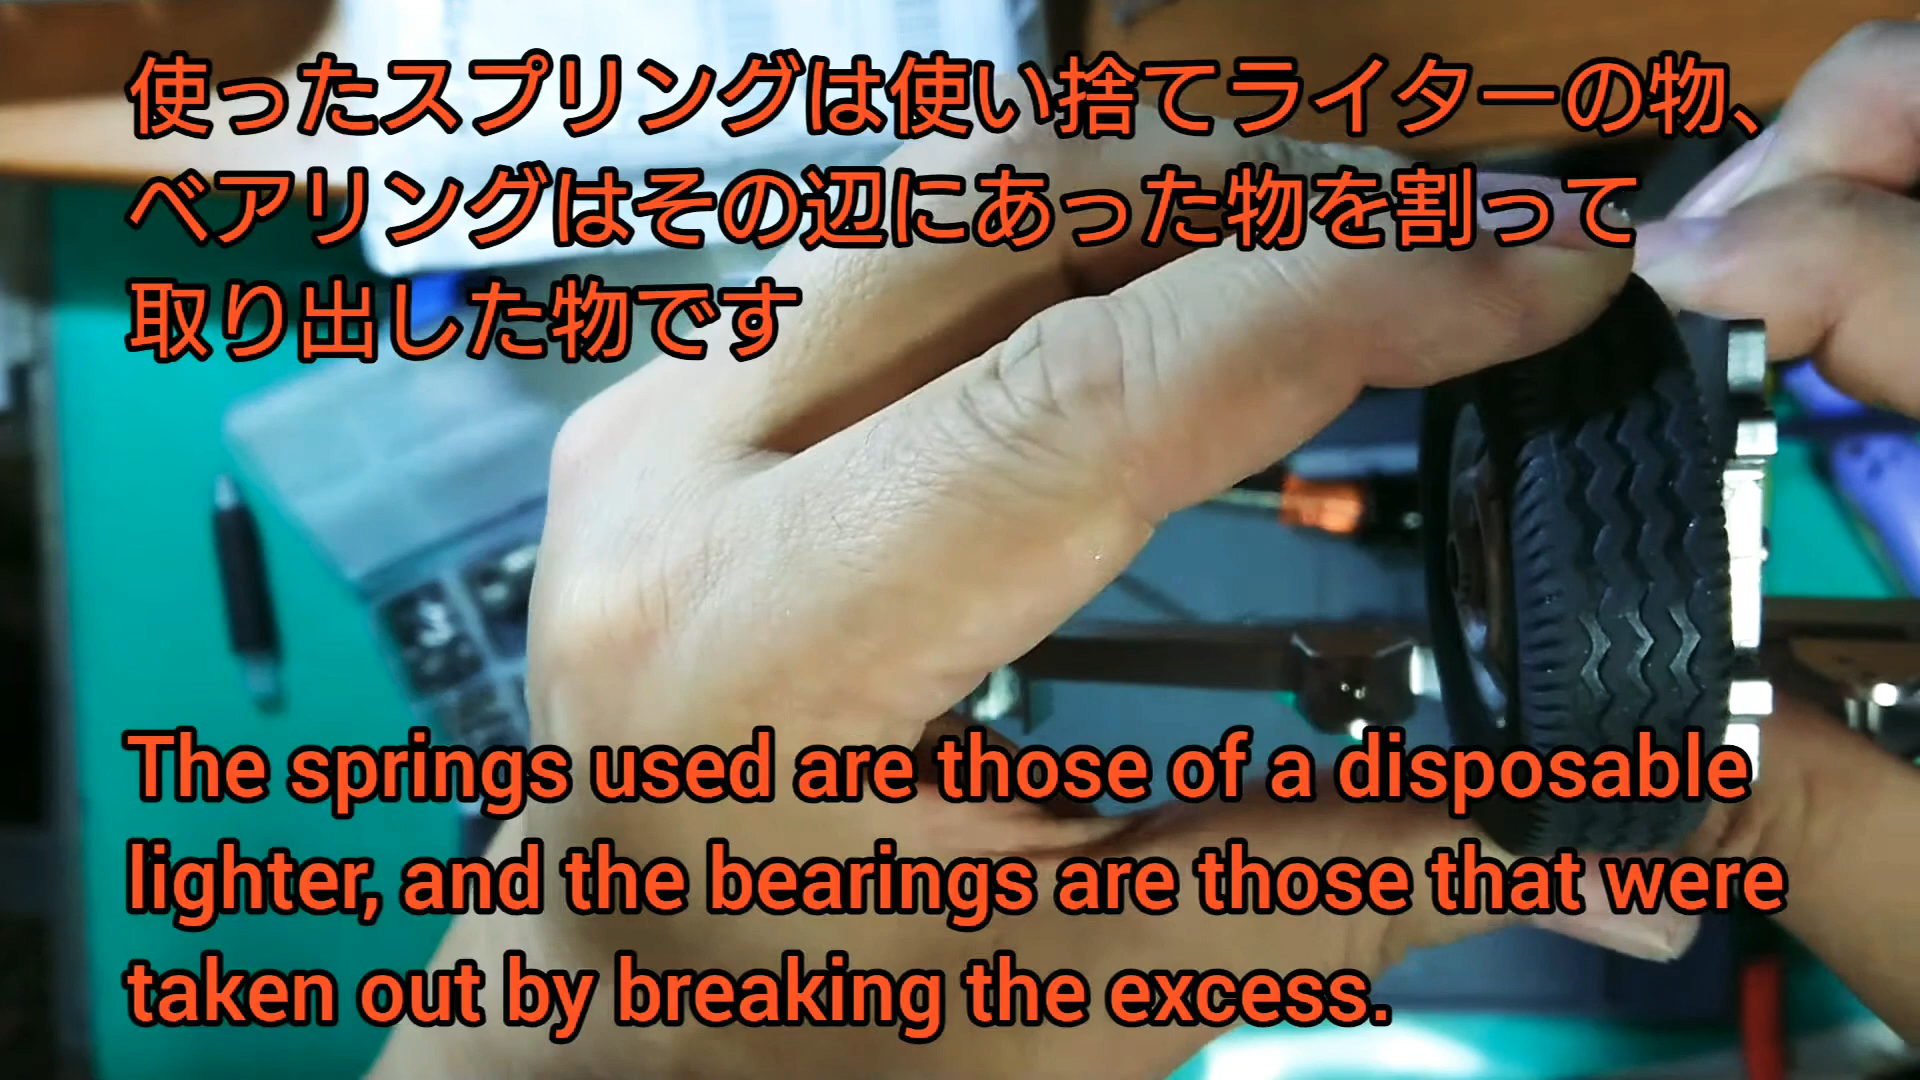 使ったスプリングは使い捨てライターの物、
ベアリングはその辺にあった物を割って
取り出した物です
The springs used are those of a disposable
lighter, and the bearings are those that were
taken out by breaking the excess.